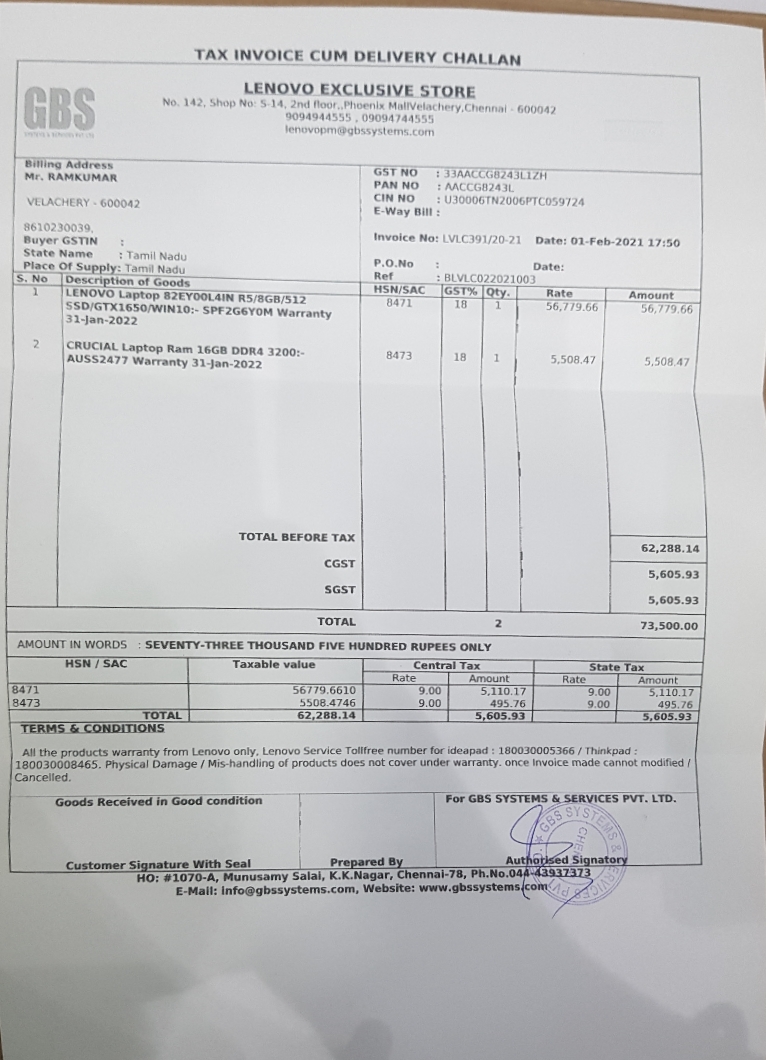 TAX INVOICE CUM DELIVERY CHALLAN
GBS
LENOVO EXCLUSIVE STORE
No. 142, Shop No: S-14, 2nd floor,,Phoenix MallVelachery,Chennai - 600042
9094944555 , 09094744555
lenovopm@gbssystems.com
Billing Address
Mr. RAMKUMAR
VELACHERY - 600042
8610230039,
Buyer GSTIN :
State Name : Tamil Nadu
Place Of Supply: Tamil Nadu
GST NO : 33AACCG8243L1ZH
PAN NO : AACCG8243L
CIN NO : U30006TN2006PTC059724
E-Way Bill :
Invoice No: LVLC391/20-21 Date: 01-Feb-2021 17:50
P.O.No : Date:
Ref : BLVLC022021003
S. No Description of Goods HSN/SAC GST% Qty. Rate Amount
1 LENOVO Laptop 82EY00L4IN R5/8GB/512 8471 18 1 56,779.66 56,779.66
SSD/GTX1650/WIN10:- SPF2G6Y0M Warranty
31-Jan-2022
2 CRUCIAL Laptop Ram 16GB DDR4 3200:- 8473 18 1 5,508.47 5,508.47
AUSS2477 Warranty 31-Jan-2022
TOTAL BEFORE TAX 62,288.14
CGST 5,605.93
SGST 5,605.93
TOTAL 2 73,500.00
AMOUNT IN WORDS : SEVENTY-THREE THOUSAND FIVE HUNDRED RUPEES ONLY
HSN / SAC Taxable value Central Tax State Tax
Rate Amount Rate Amount
8471 56779.6610 9.00 5,110.17 9.00 5,110.17
8473 5508.4746 9.00 495.76 9.00 495.76
TOTAL 62,288.14 5,605.93 5,605.93
TERMS & CONDITIONS
All the products warranty from Lenovo only, Lenovo Service Tollfree number for ideapad : 180030005366 / Thinkpad :
180030008465. Physical Damage / Mis-handling of products does not cover under warranty. once Invoice made cannot modified /
Cancelled.
Goods Received in Good condition
For GBS SYSTEMS & SERVICES PVT. LTD.
GBS SYSTEMS & SERVICES PVT
Customer Signature With Seal Prepared By Authorised Signatory
HO: #1070-A, Munusamy Salai, K.K.Nagar, Chennai-78, Ph.No.044-43937373
E-Mail: info@gbssystems.com, Website: www.gbssystems.com